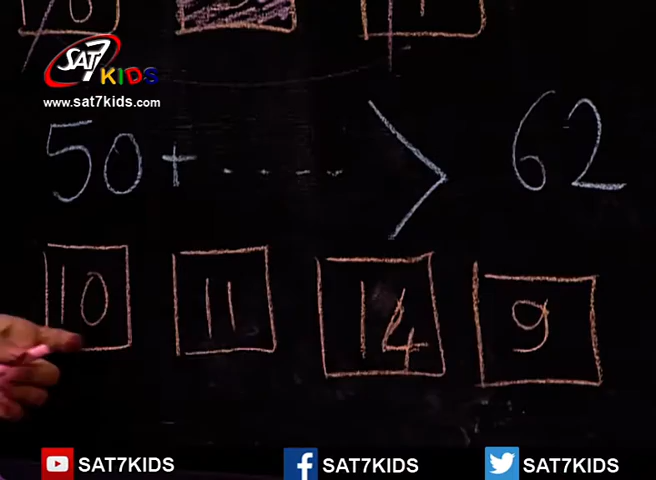 SAT7 KIDS
www.sat7kids.com
50 + ..... > 62
10 11 14 9
SAT7KIDS SAT7KIDS SAT7KIDS